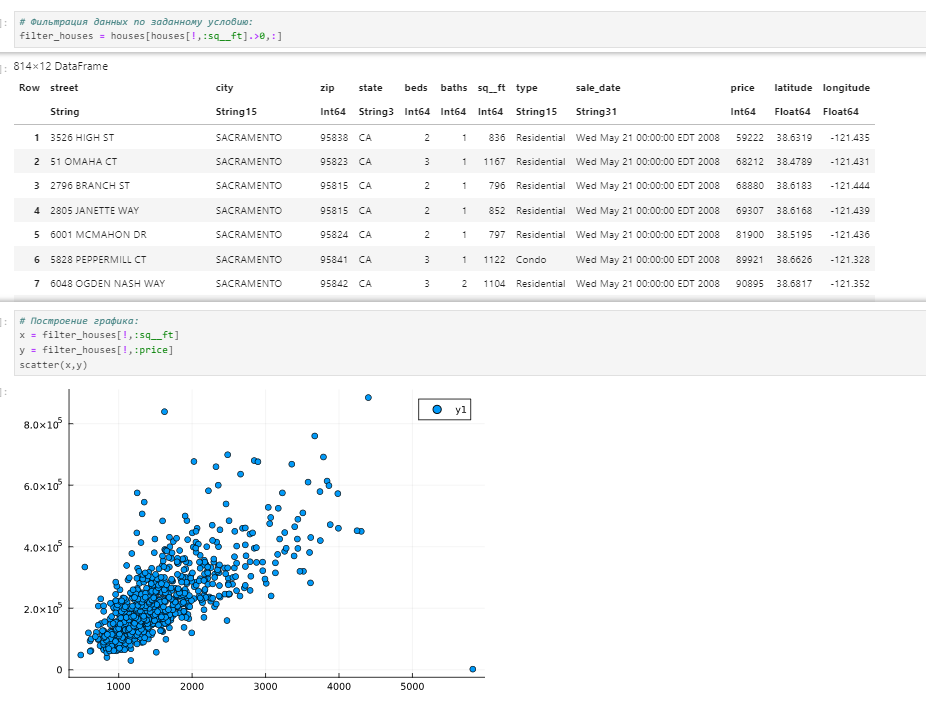 ]:
# Фильтрация данных по заданному условию:
filter_houses = houses[houses[!,:sq__ft].>0,:]
]:
814×12 DataFrame
Row street city zip state beds baths sq__ft type sale_date price latitude longitude
String String15 Int64 String3 Int64 Int64 Int64 String15 String31 Int64 Float64 Float64
1 3526 HIGH ST SACRAMENTO 95838 CA 2 1 836 Residential Wed May 21 00:00:00 EDT 2008 59222 38.6319 -121.435
2 51 OMAHA CT SACRAMENTO 95823 CA 3 1 1167 Residential Wed May 21 00:00:00 EDT 2008 68212 38.4789 -121.431
3 2796 BRANCH ST SACRAMENTO 95815 CA 2 1 796 Residential Wed May 21 00:00:00 EDT 2008 68880 38.6183 -121.444
4 2805 JANETTE WAY SACRAMENTO 95815 CA 2 1 852 Residential Wed May 21 00:00:00 EDT 2008 69307 38.6168 -121.439
5 6001 MCMAHON DR SACRAMENTO 95824 CA 2 1 797 Residential Wed May 21 00:00:00 EDT 2008 81900 38.5195 -121.436
6 5828 PEPPERMILL CT SACRAMENTO 95841 CA 3 1 1122 Condo Wed May 21 00:00:00 EDT 2008 89921 38.6626 -121.328
7 6048 OGDEN NASH WAY SACRAMENTO 95842 CA 3 2 1104 Residential Wed May 21 00:00:00 EDT 2008 90895 38.6817 -121.352
]:
# Построение графика:
x = filter_houses[!,:sq__ft]
y = filter_houses[!,:price]
scatter(x,y)
]:
y1
8.0×10⁵
6.0×10⁵
4.0×10⁵
2.0×10⁵
0
1000 2000 3000 4000 5000